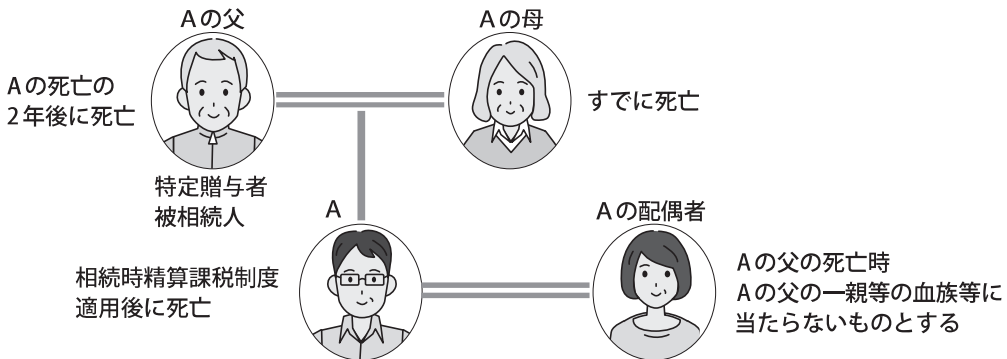 Aの父
Aの母
Aの死亡の
2年後に死亡
すでに死亡
特定贈与者
被相続人
A
Aの配偶者
相続時精算課税制度
適用後に死亡
Aの父の死亡時
Aの父の一親等の血族等に
当たらないものとする